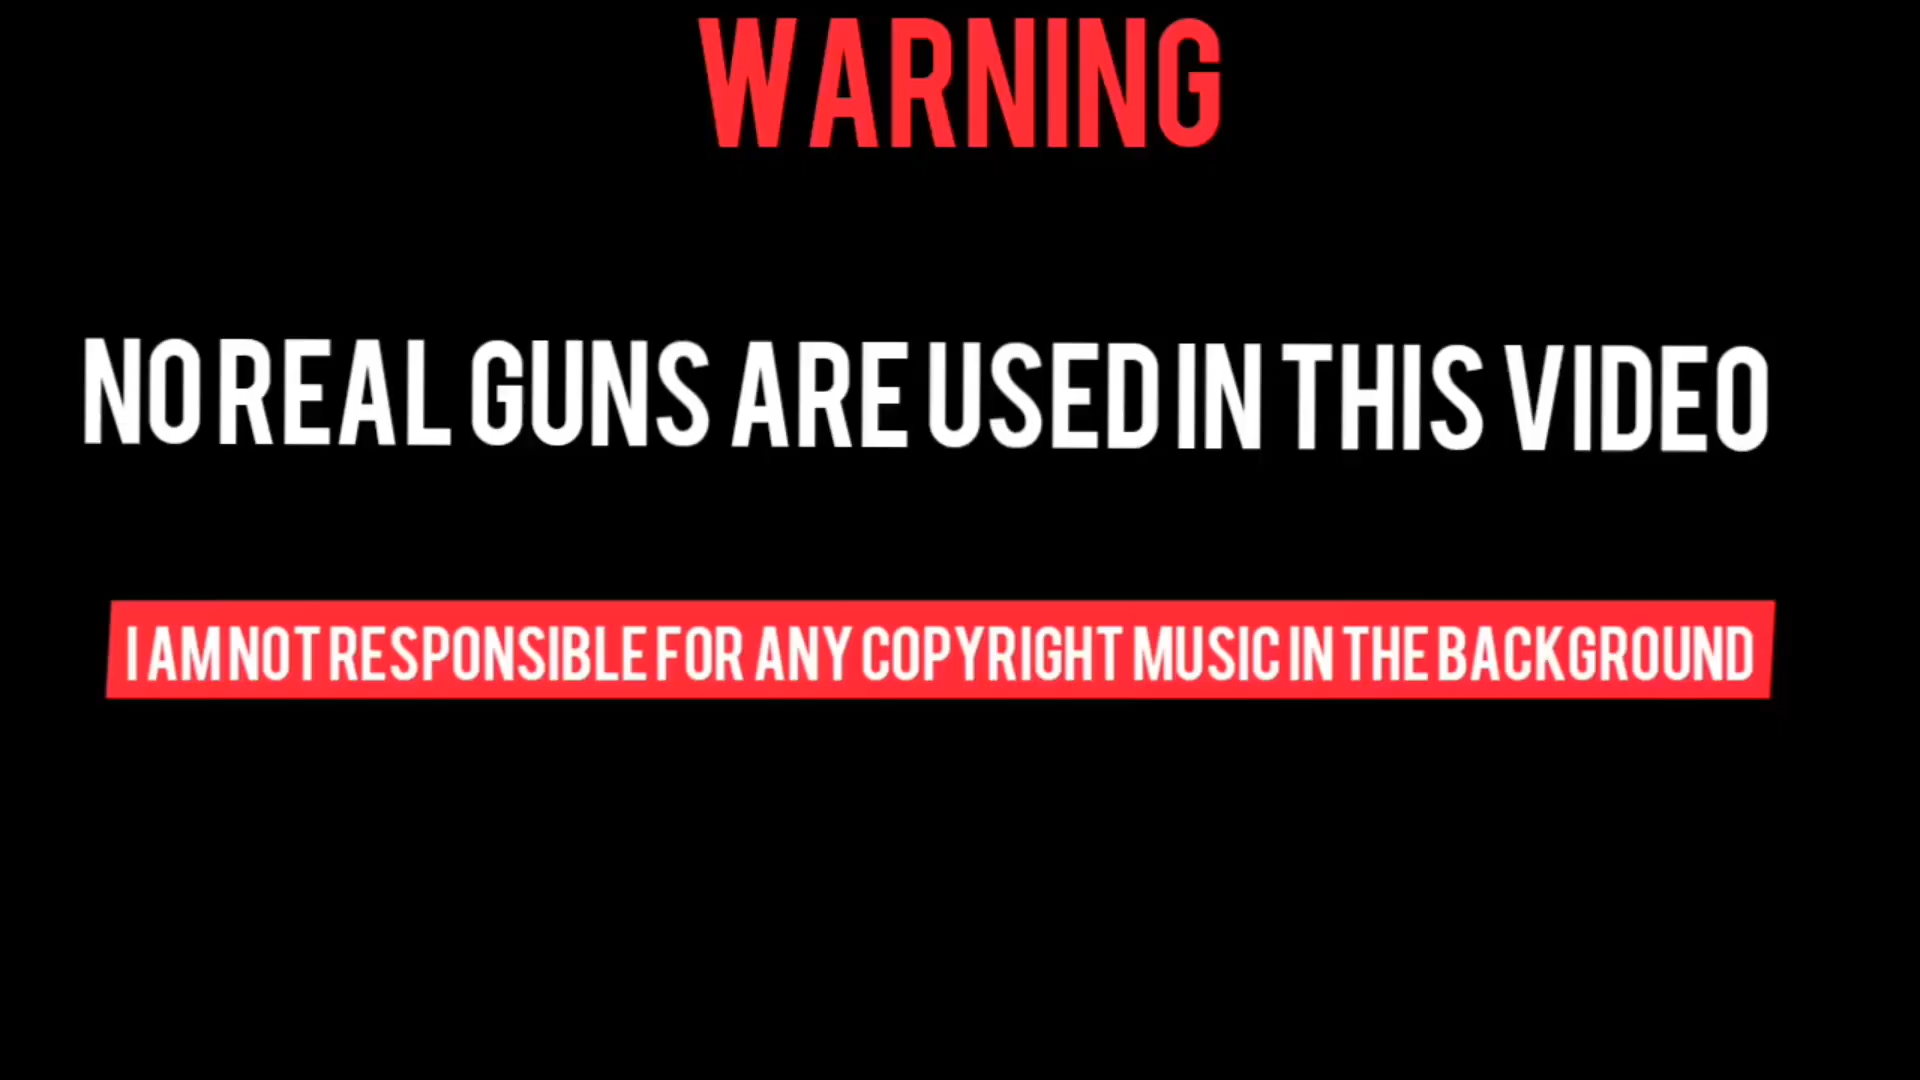 WARNING
NO REAL GUNS ARE USED IN THIS VIDEO
I AM NOT RESPONSIBLE FOR ANY COPYRIGHT MUSIC IN THE BACKGROUND